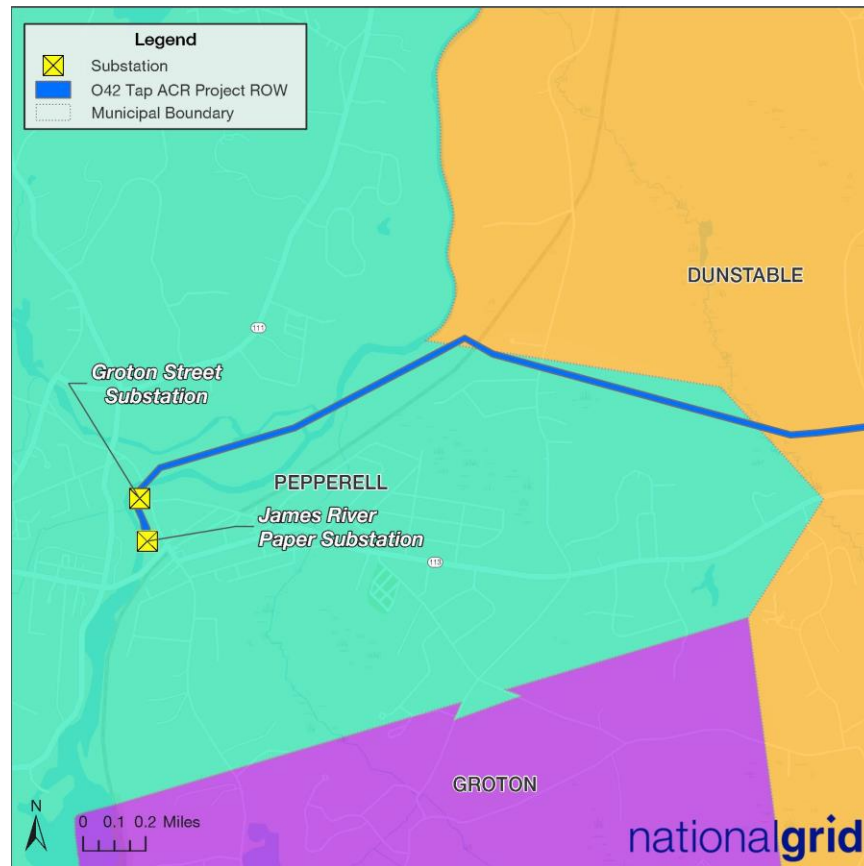 Legend
Substation
O42 Tap ACR Project ROW
Municipal Boundary
DUNSTABLE
111
Groton Street
Substation
PEPPERELL
James River
Paper Substation
113
GROTON
N
0 0.1 0.2 Miles
nationalgrid